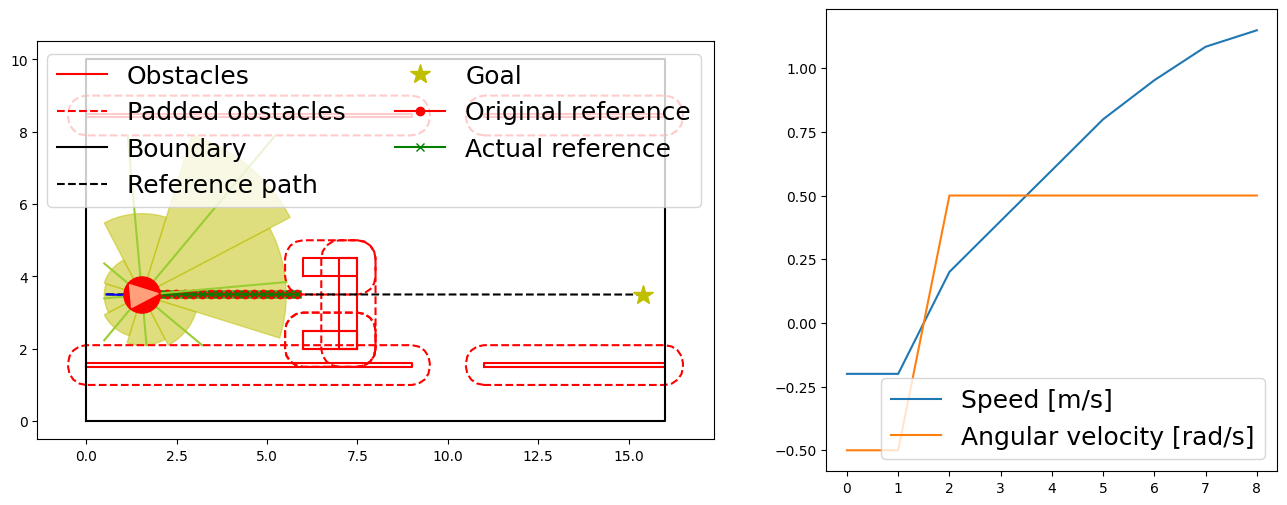 Obstacles
Padded obstacles
Boundary
Reference path
Goal
Original reference
Actual reference
10
8
6
4
2
0
0.0 2.5 5.0 7.5 10.0 12.5 15.0
1.00
0.75
0.50
0.25
0.00
−0.25
−0.50
Speed [m/s]
Angular velocity [rad/s]
0 1 2 3 4 5 6 7 8